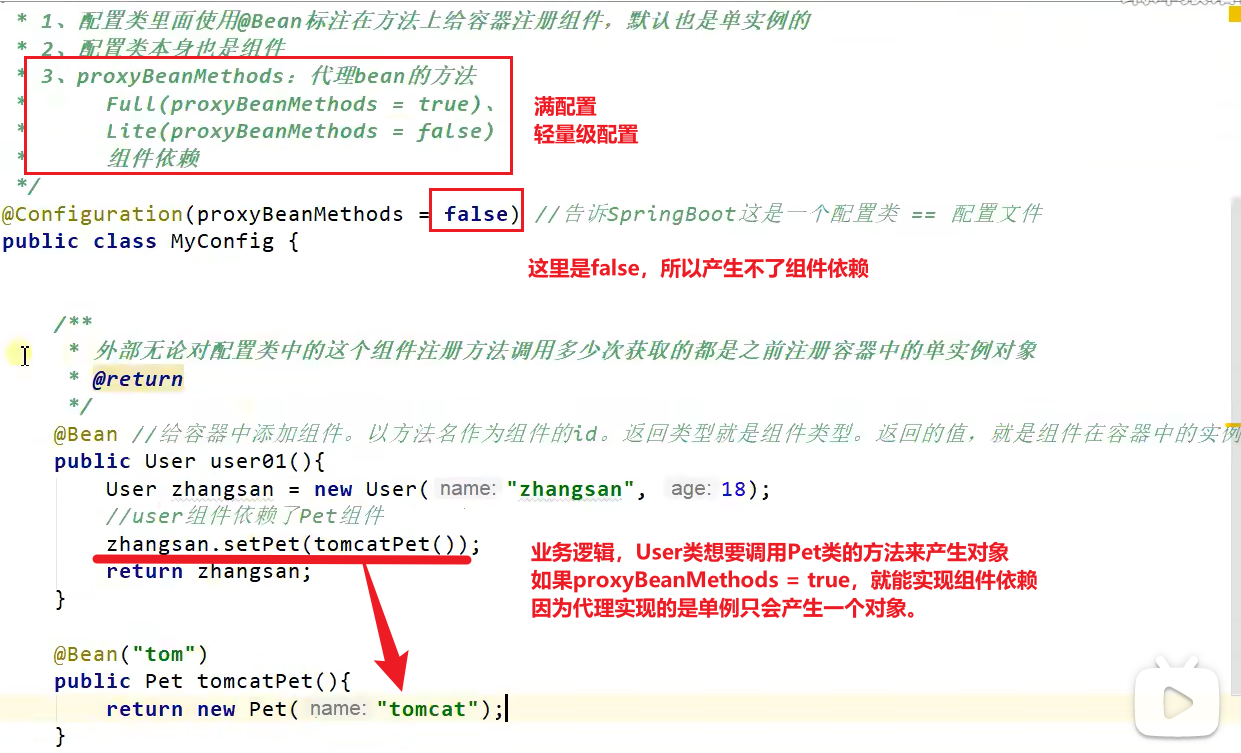 * 1、配置类里面使用@Bean标注在方法上给容器注册组件，默认也是单实例的
* 2、配置类本身也是组件
* 3、proxyBeanMethods：代理bean的方法
* Full(proxyBeanMethods = true)、
满配置
* Lite(proxyBeanMethods = false)
轻量级配置
* 组件依赖
*/
@Configuration(proxyBeanMethods = false) //告诉SpringBoot这是一个配置类 == 配置文件
public class MyConfig {
这里是false，所以产生不了组件依赖
/**
* 外部无论对配置类中的这个组件注册方法调用多少次获取的都是之前注册容器中的单实例对象
* @return
*/
@Bean //给容器中添加组件。以方法名作为组件的id。返回类型就是组件类型。返回的值，就是组件在容器中的实例
public User user01(){
User zhangsan = new User( name: "zhangsan", age: 18);
//user组件依赖了Pet组件
zhangsan.setPet(tomcatPet());
return zhangsan;
}
业务逻辑，User类想要调用Pet类的方法来产生对象
如果proxyBeanMethods = true，就能实现组件依赖
因为代理实现的是单例只会产生一个对象。
@Bean("tom")
public Pet tomcatPet(){
return new Pet( name: "tomcat");
}